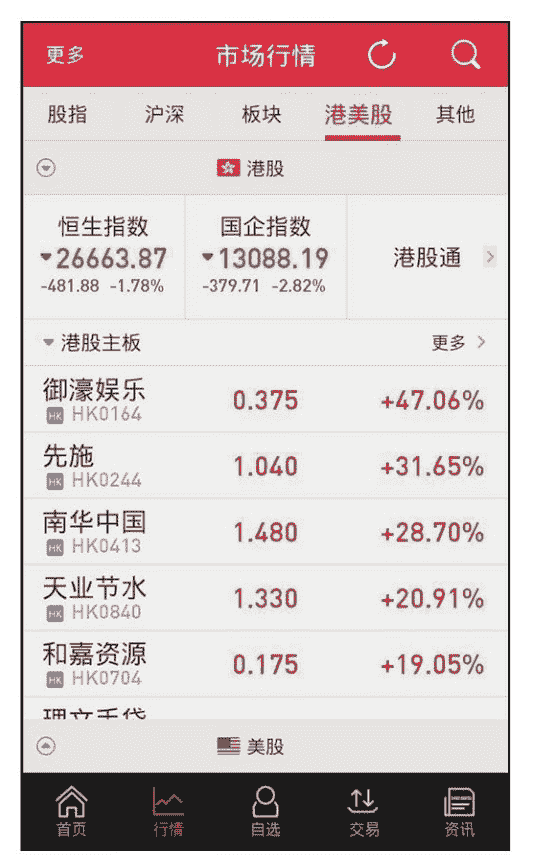 更多 市场行情
股指 沪深 板块 港美股 其他
港股
恒生指数 国企指数
26663.87 13088.19 港股通
-481.88 -1.78% -379.71 -2.82%
港股主板 更多
御濠娱乐 0.375 +47.06%
HK HK0164
先施 1.040 +31.65%
HK HK0244
南华中国 1.480 +28.70%
HK HK0413
天业节水 1.330 +20.91%
HK HK0840
和嘉资源 0.175 +19.05%
HK HK0704
美股
首页 行情 自选 交易 资讯